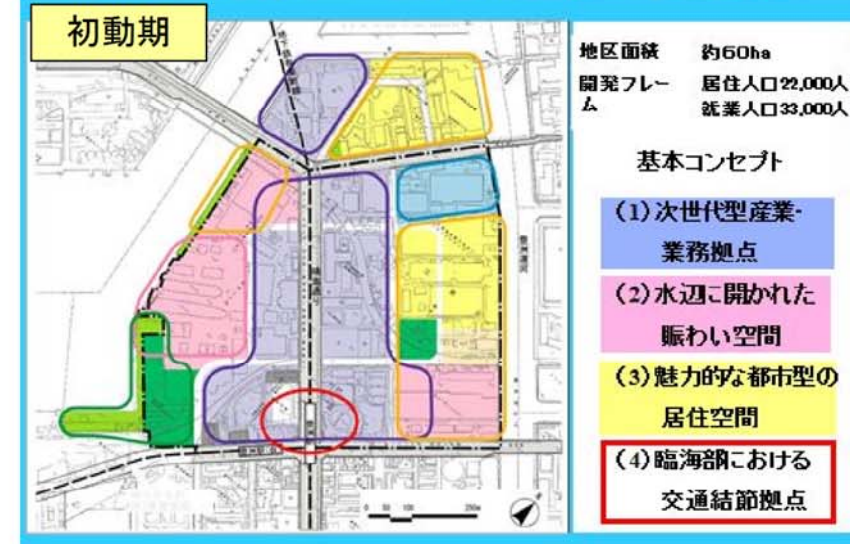 初動期
地区面積 約60ha
開発フレー 居住人口22,000人
ム 就業人口33,000人
基本コンセプト
(1)次世代型産業・
業務拠点
(2)水辺に開かれた
賑わい空間
(3)魅力的な都市型の
居住空間
(4)臨海部における
交通結節拠点
0 50 100 250m